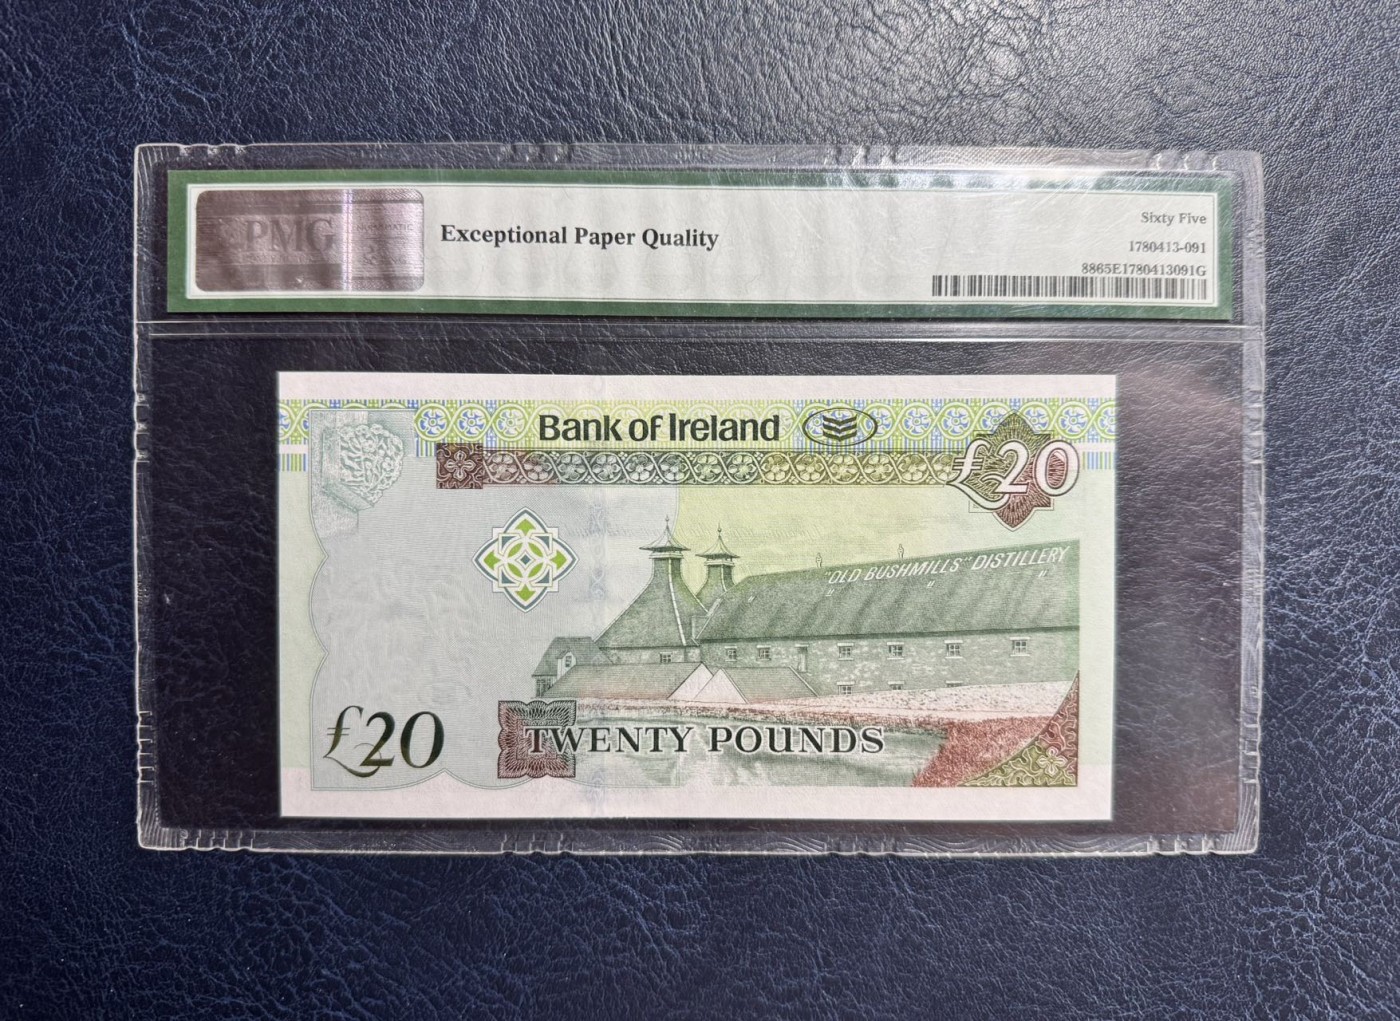 PMG
NUMISMATIC
Exceptional Paper Quality
Sixty Five
1780413-091
8865E1780413091G
Bank of Ireland
£20
"OLD BUSHMILLS" DISTILLERY
£20
TWENTY POUNDS